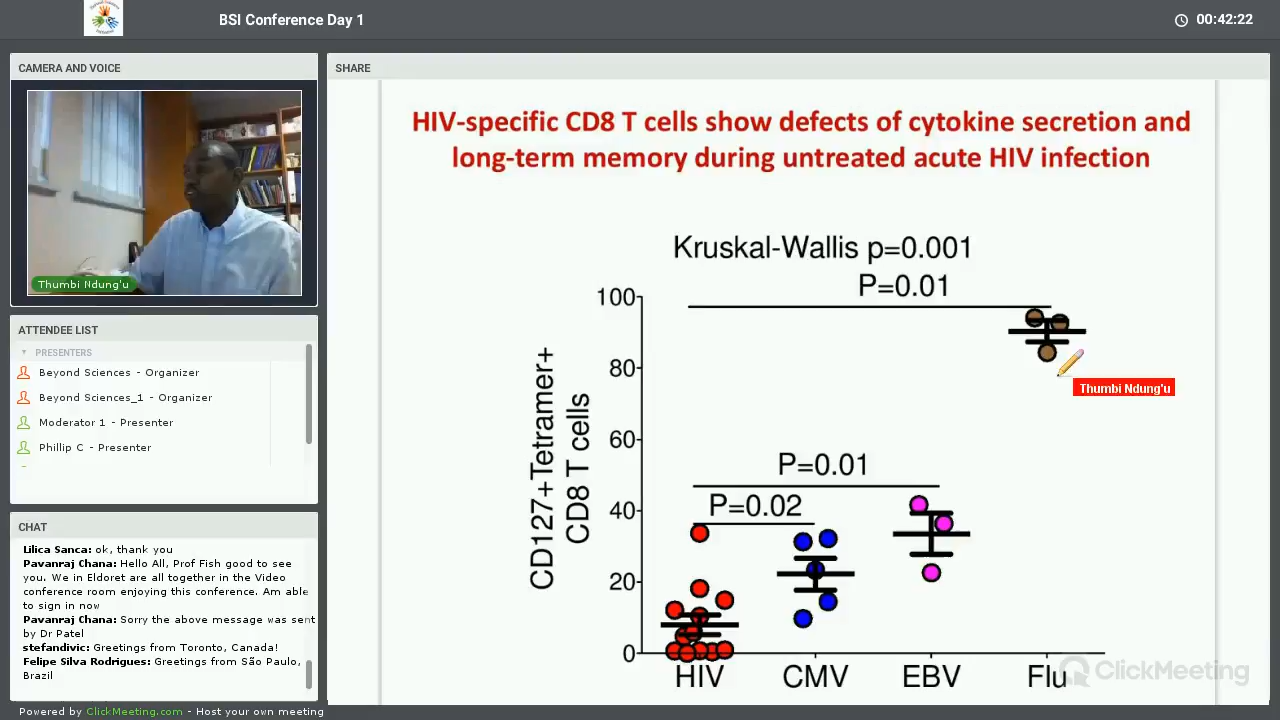 BSI Conference Day 1
00:42:22
CAMERA AND VOICE
Thumbi Ndung'u
ATTENDEE LIST
PRESENTERS
Beyond Sciences - Organizer
Beyond Sciences_1 - Organizer
Moderator 1 - Presenter
Phillip C - Presenter
CHAT
Lilica Sanca: ok, thank you
Pavanraj Chana: Hello All, Prof Fish good to see
you. We in Eldoret are all together in the Video
conference room enjoying this conference. Am able
to sign in now
Pavanraj Chana: Sorry the above message was sent
by Dr Patel
stefandivic: Greetings from Toronto, Canada!
Felipe Silva Rodrigues: Greetings from São Paulo,
Brazil
Powered by ClickMeeting.com - Host your own meeting
SHARE
HIV-specific CD8 T cells show defects of cytokine secretion and
long-term memory during untreated acute HIV infection
Kruskal-Wallis p=0.001
P=0.01
P=0.01
P=0.02
CD127+Tetramer+
CD8 T cells
100
80
60
40
20
0
HIV CMV EBV Flu
Thumbi Ndung'u
ClickMeeting